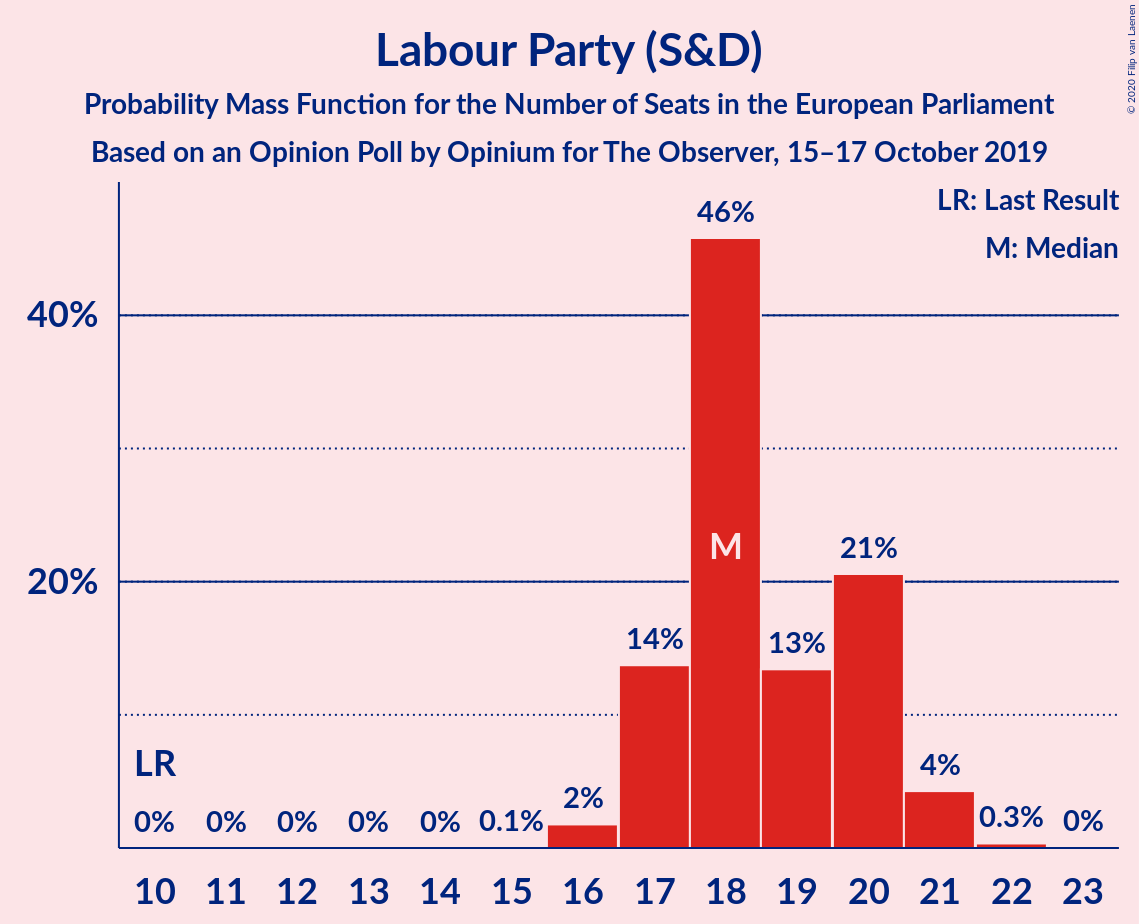 Labour Party (S&D)
Probability Mass Function for the Number of Seats in the European Parliament
Based on an Opinion Poll by Opinium for The Observer, 15–17 October 2019
© 2020 Filip van Laenen
LR: Last Result
M: Median
40%
20%
46%
M
21%
14%
13%
LR
4%
2%
0% 0% 0% 0% 0% 0.1% 0.3% 0%
10 11 12 13 14 15 16 17 18 19 20 21 22 23